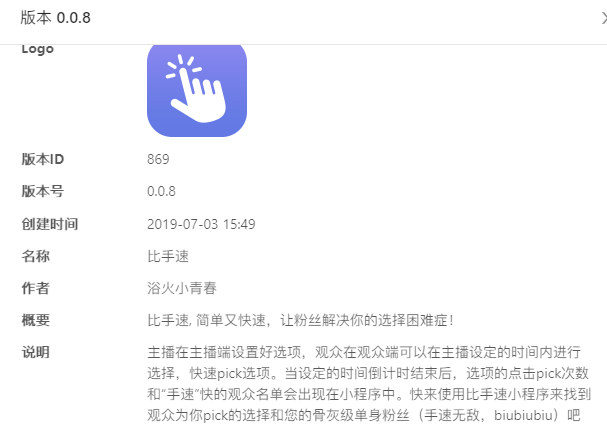 版本 0.0.8
Logo
版本ID 869
版本号 0.0.8
创建时间 2019-07-03 15:49
名称 比手速
作者 浴火小青春
概要 比手速, 简单又快速，让粉丝解决你的选择困难症！
说明 主播在主播端设置好选项，观众在观众端可以在主播设定的时间内进行
选择，快速pick选项。当设定的时间倒计时结束后，选项的点击pick次数
和“手速”快的观众名单会出现在小程序中。快来使用比手速小程序来找到
观众为你pick的选择和您的骨灰级单身粉丝（手速无敌，biubiubiu）吧